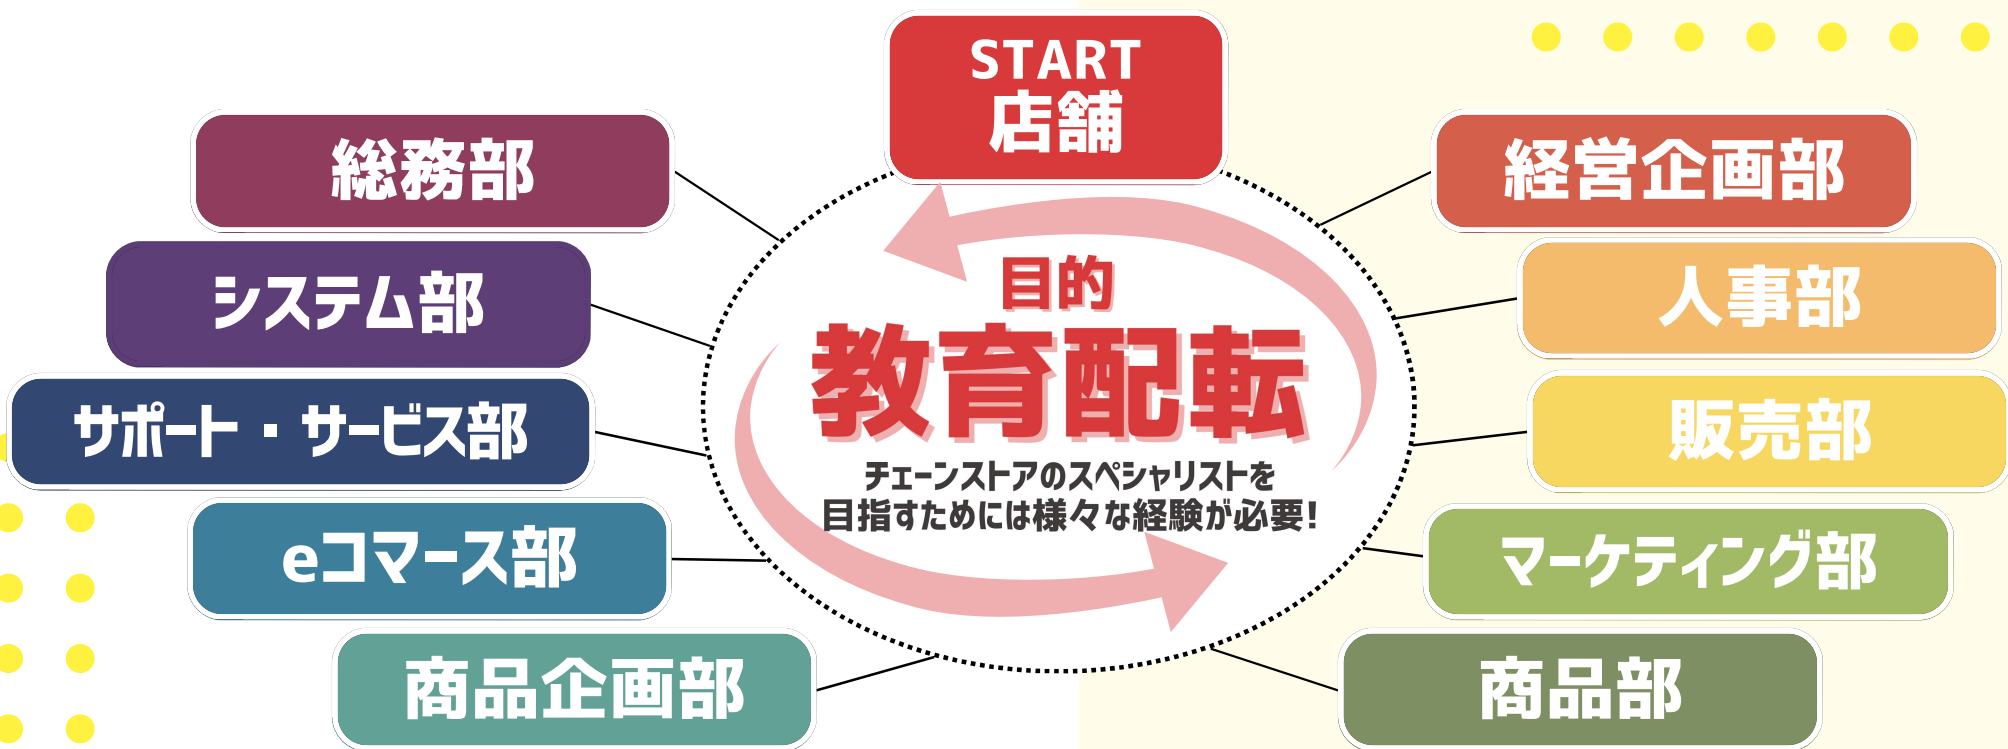 START
店舗
総務部
システム部
サポート・サービス部
eコマース部
商品企画部
目的
教育配転
チェーンストアのスペシャリストを
目指すためには様々な経験が必要!
経営企画部
人事部
販売部
マーケティング部
商品部